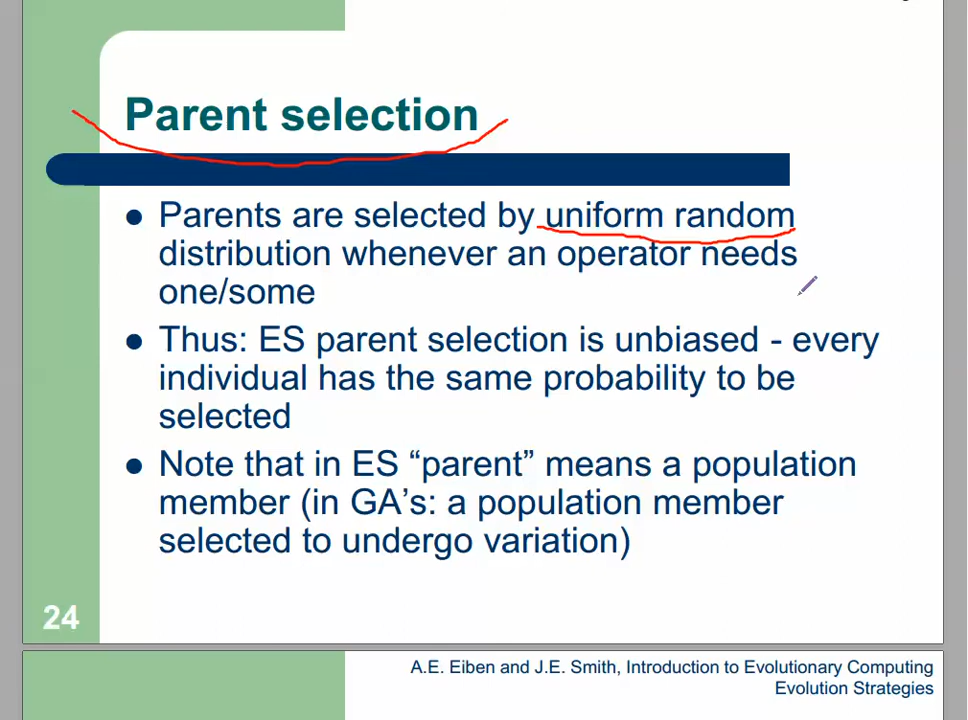 Parent selection
● Parents are selected by uniform random
distribution whenever an operator needs
one/some
● Thus: ES parent selection is unbiased - every
individual has the same probability to be
selected
● Note that in ES “parent” means a population
member (in GA’s: a population member
selected to undergo variation)
24
A.E. Eiben and J.E. Smith, Introduction to Evolutionary Computing
Evolution Strategies